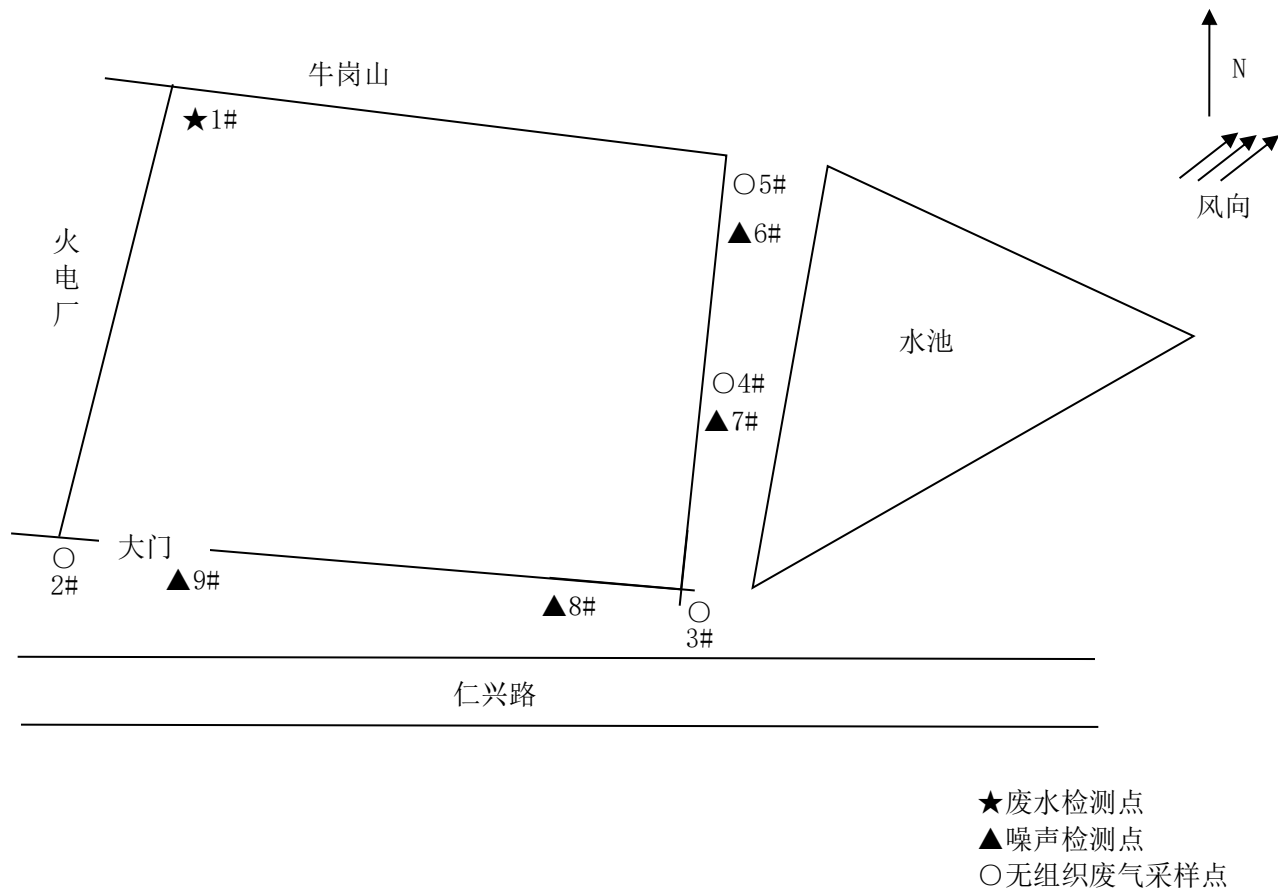 牛岗山
N
★1#
风向
○5#
▲6#
火电厂
水池
○4#
▲7#
大门
○
2#
▲9#
▲8#
○
3#
仁兴路
★废水检测点
▲噪声检测点
○无组织废气采样点